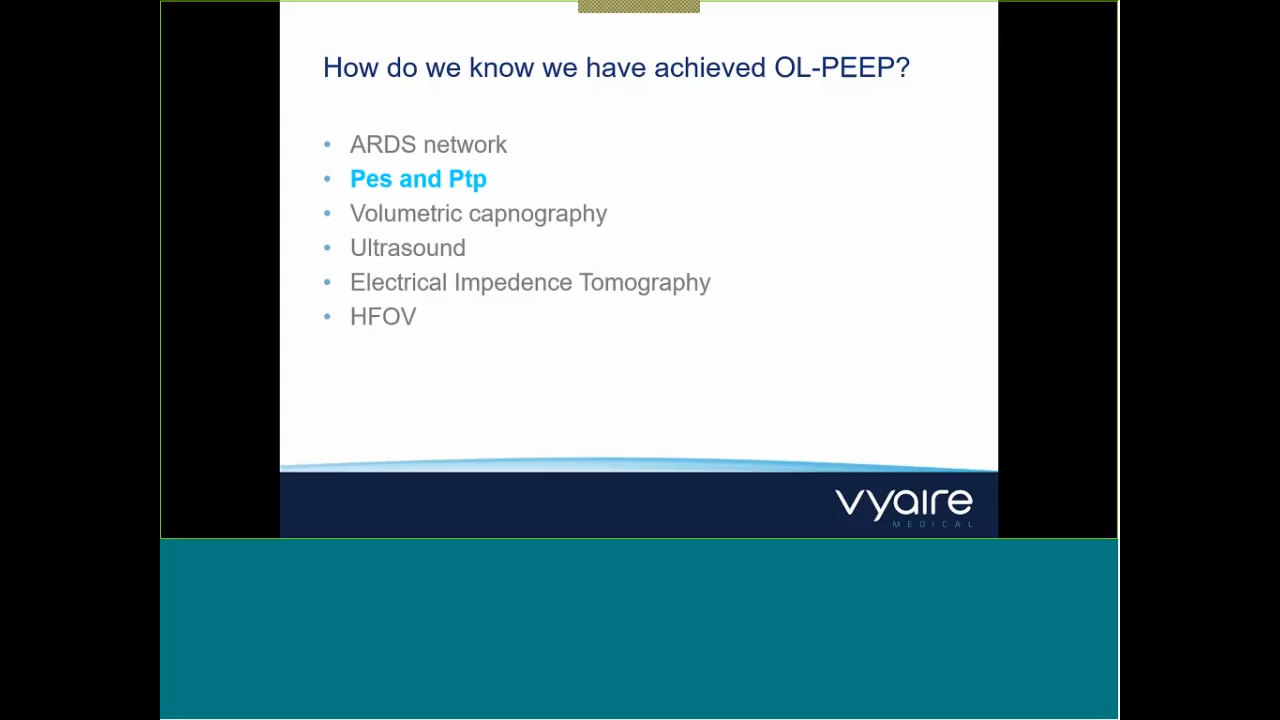 How do we know we have achieved OL-PEEP?
• ARDS network
• Pes and Ptp
• Volumetric capnography
• Ultrasound
• Electrical Impedence Tomography
• HFOV
vyaire
MEDICAL